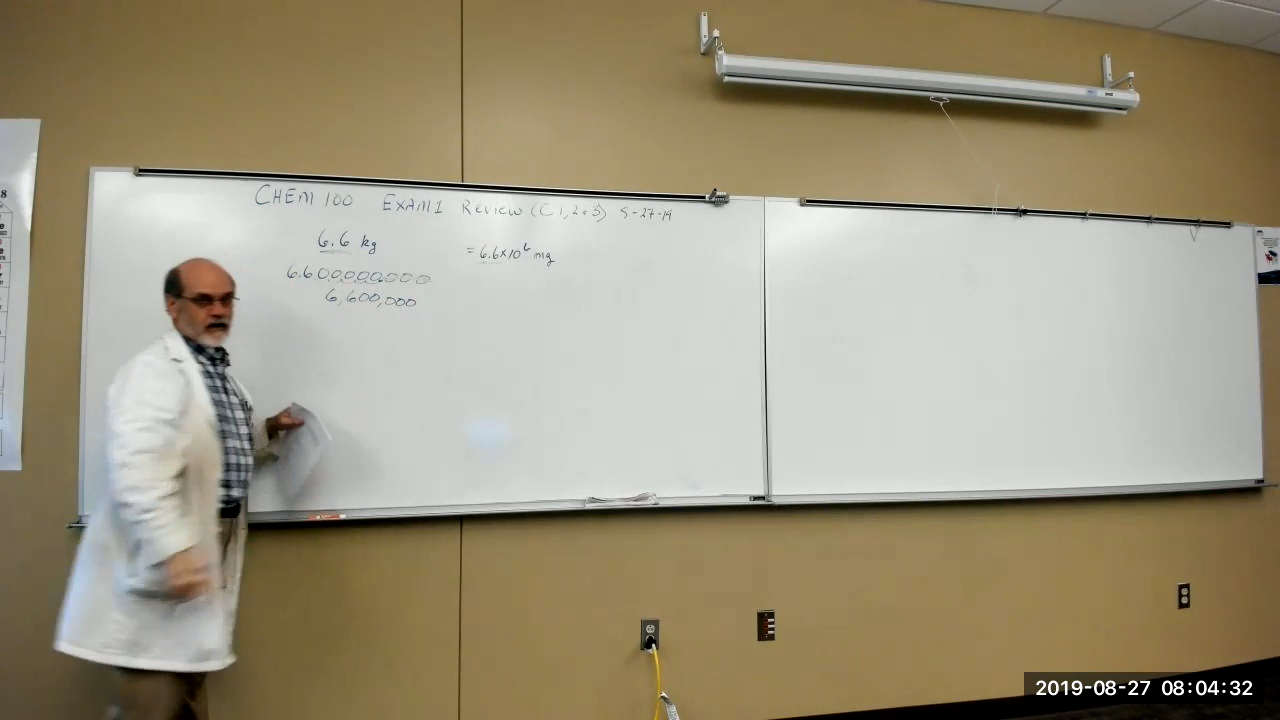 CHEM 100 EXAM 1 Review (C 1, 2 + 3) 8-27-19
6.6 kg = 6.6x10⁶ mg
6.600,000,000
6,600,000
2019-08-27 08:04:32